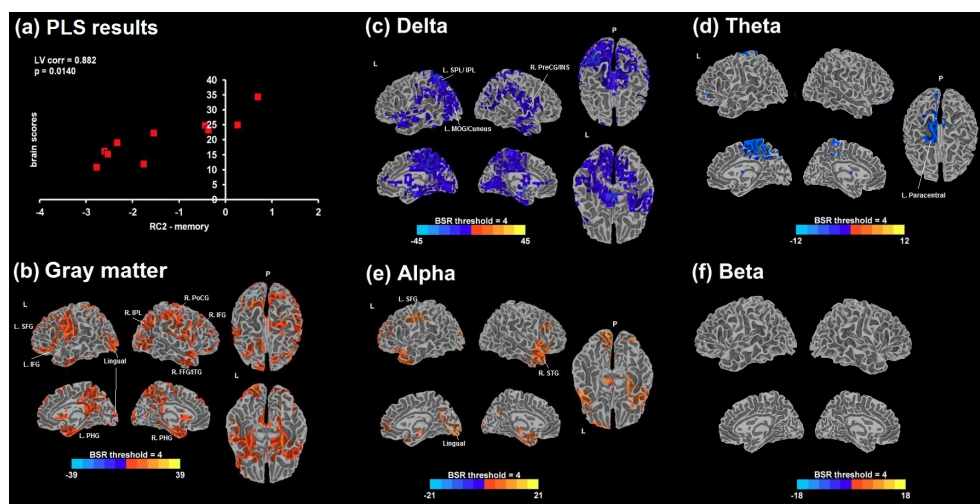 (a) PLS results
LV corr = 0.882
p = 0.0140
brain scores
40
35
30
25
20
15
10
5
0
-4
-3
-2
-1
0
1
2
RC2 - memory
(b) Gray matter
L
P
R. PoCG
R. IPL
R. IFG
L. SFG
L. IFG
Lingual
R. FFG/ITG
L
L. PHG
R. PHG
BSR threshold = 4
-39
39
(c) Delta
L
L. SPL/ IPL
R. PreCG/INS
P
L. MOG/Cuneus
L
BSR threshold = 4
-45
45
(d) Theta
L
P
L. Paracentral
BSR threshold = 4
-12
12
(e) Alpha
L
L. SFG
P
R. STG
Lingual
L
BSR threshold = 4
-21
21
(f) Beta
BSR threshold = 4
-18
18